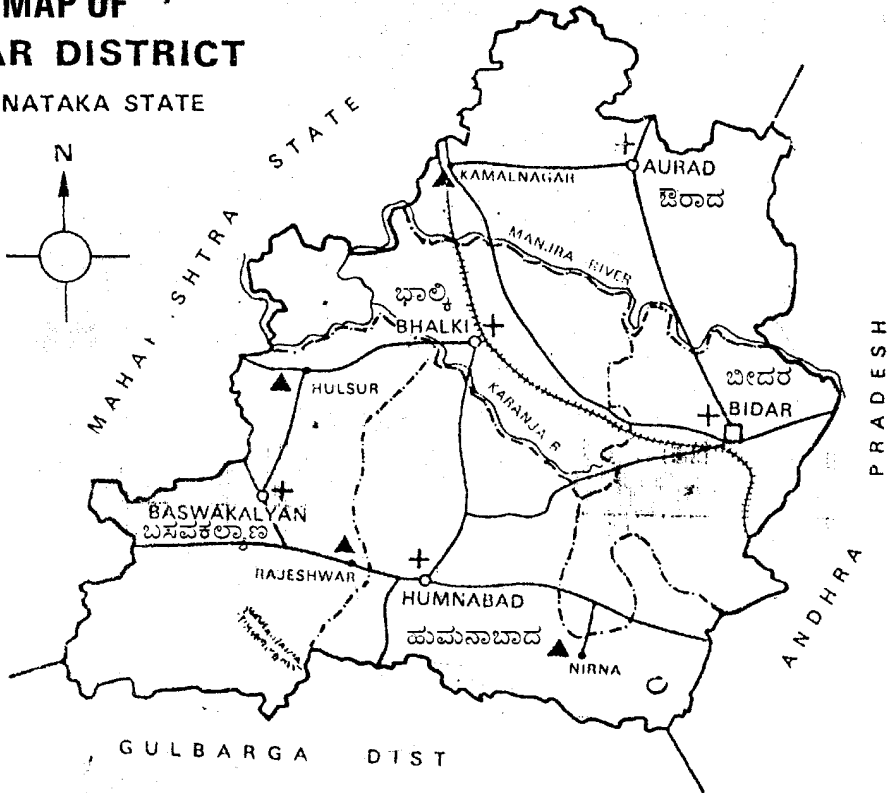 MAP OF
AR DISTRICT
NATAKA STATE
N
MAHA SHTRA STATE
KAMALNAGAR
AURAD
ಔರಾದ
MANJRA RIVER
ಭಾಲ್ಕಿ
BHALKI
HULSUR
KARANJA R
ಬೀದರ
BIDAR
BASWAKALYAN
ಬಸವಕಲ್ಯಾಣ
RAJESHWAR
HUMNABAD
ಹುಮನಾಬಾದ
NIRNA
ANDHRA PRADESH
GULBARGA DIST